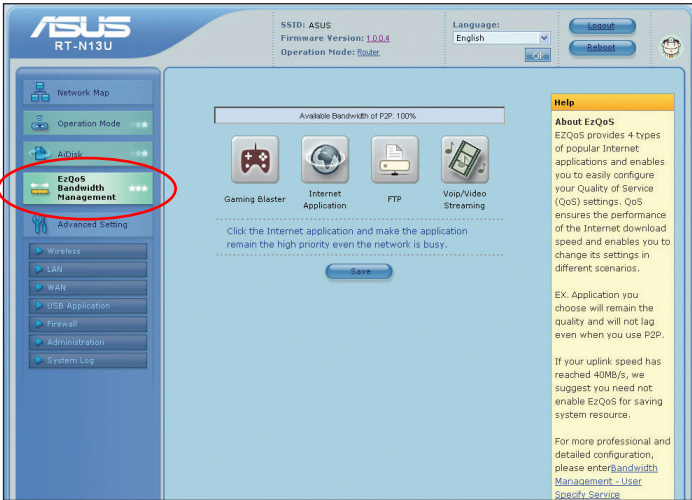 ASUS
RT-N13U
SSID: ASUS
Firmware Version: 1.0.0.4
Operation Mode: Router
Language:
English
OK
Logout
Reboot
Network Map
Operation Mode
AiDisk
EzQoS
Bandwidth
Management
Advanced Setting
Wireless
LAN
WAN
USB Application
Firewall
Administration
System Log
Available Bandwidth of P2P: 100%
Gaming Blaster
Internet
Application
FTP
Voip/Video
Streaming
Click the Internet application and make the application
remain the high priority even the network is busy.
Save
Help
About EzQoS
EZQoS provides 4 types
of popular Internet
applications and enables
you to easily configure
your Quality of Service
(QoS) settings. QoS
ensures the performance
of the Internet download
speed and enables you to
change its settings in
different scenarios.
EX. Application you
choose will remain the
quality and will not lag
even when you use P2P.
If your uplink speed has
reached 40MB/s, we
suggest you need not
enable EzQoS for saving
system resource.
For more professional and
detailed configuration,
please enterBandwidth
Management - User
Specify Service